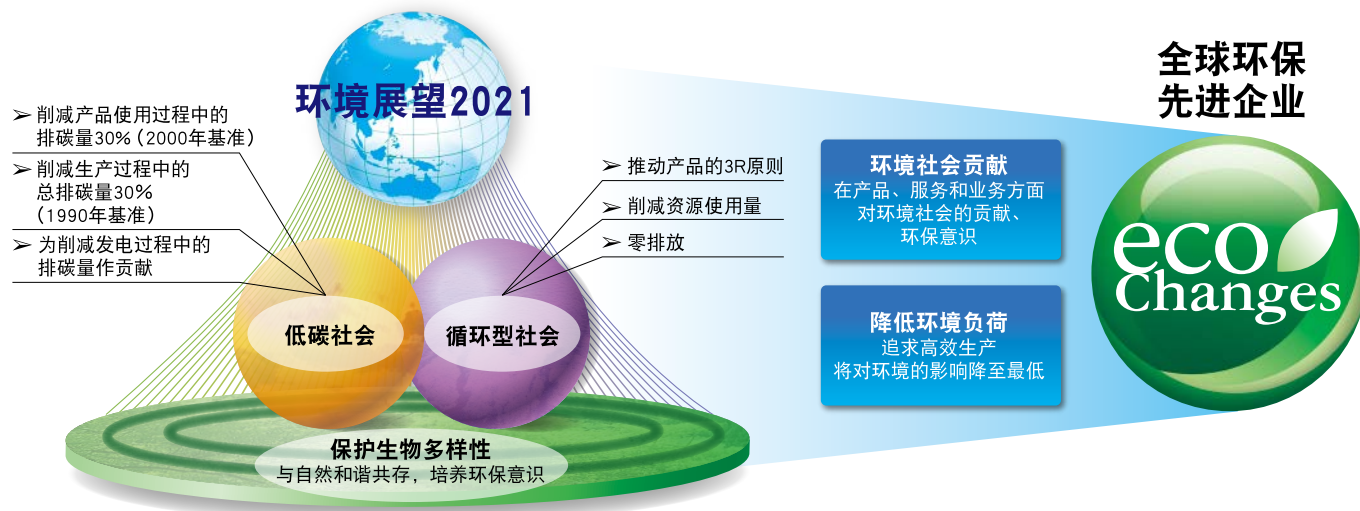 环境展望2021
➢ 削减产品使用过程中的
排碳量30%（2000年基准）
➢ 削减生产过程中的
总排碳量30%
（1990年基准）
➢ 为削减发电过程中的
排碳量作贡献
➢ 推动产品的3R原则
➢ 削减资源使用量
➢ 零排放
低碳社会
循环型社会
保护生物多样性
与自然和谐共存，培养环保意识
环境社会贡献
在产品、服务和业务方面
对环境社会的贡献、
环保意识
降低环境负荷
追求高效生产
将对环境的影响降至最低
全球环保
先进企业
eco
Changes